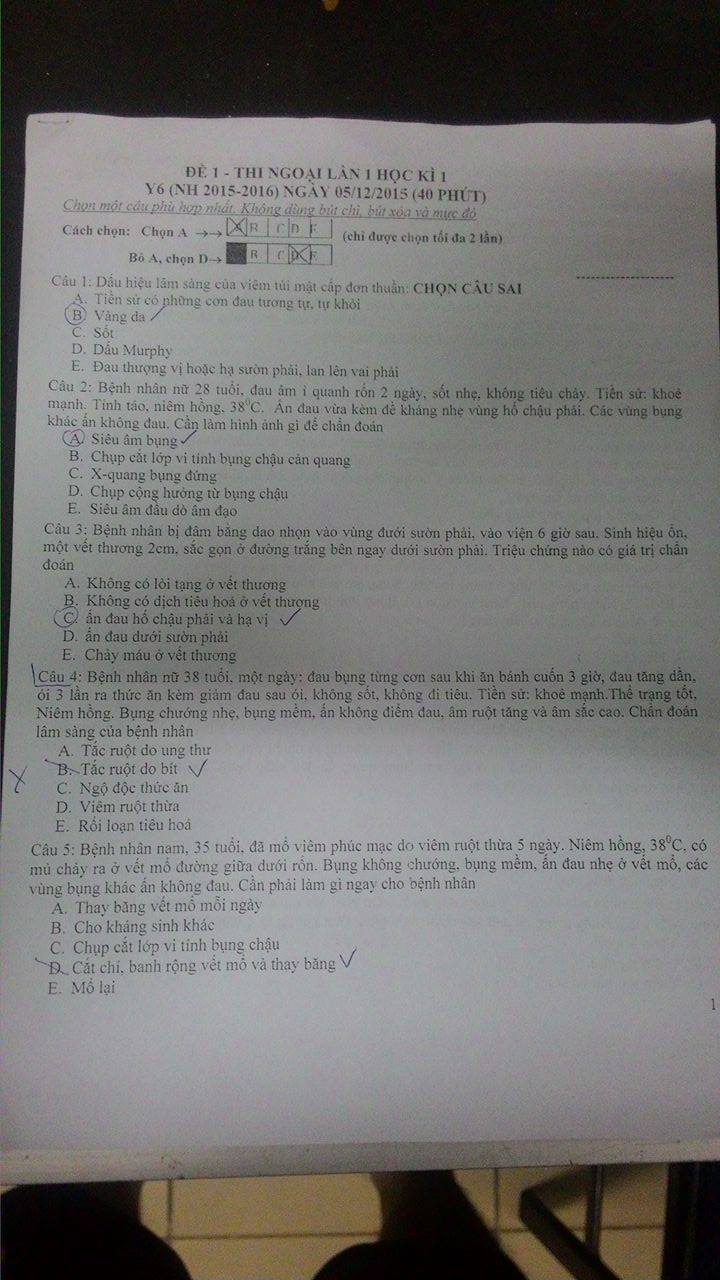 ĐỀ 1 - THI NGOẠI LẦN 1 HỌC KÌ 1
Y6 (NH 2015-2016) NGÀY 05/12/2015 (40 PHÚT)
Chọn một câu phù hợp nhất. Không dùng bút chì, bút xóa và mực đỏ
Cách chọn: Chọn A →→ A B C D E (chỉ được chọn tối đa 2 lần)
Bỏ A, chọn D→ B C D E
Câu 1: Dấu hiệu lâm sàng của viêm túi mật cấp đơn thuần: CHỌN CÂU SAI
A. Tiền sử có những cơn đau tương tự, tự khỏi
B. Vàng da
C. Sốt
D. Dấu Murphy
E. Đau thượng vị hoặc hạ sườn phải, lan lên vai phải
Câu 2: Bệnh nhân nữ 28 tuổi, đau âm ỉ quanh rốn 2 ngày, sốt nhẹ, không tiêu chảy. Tiền sử: khoẻ
mạnh. Tỉnh táo, niêm hồng, 38⁰C. Ấn đau vừa kèm đề kháng nhẹ vùng hố chậu phải. Các vùng bụng
khác ấn không đau. Cần làm hình ảnh gì để chẩn đoán
A. Siêu âm bụng
B. Chụp cắt lớp vi tính bụng chậu cản quang
C. X-quang bụng đứng
D. Chụp cộng hưởng từ bụng chậu
E. Siêu âm đầu dò âm đạo
Câu 3: Bệnh nhân bị đâm bằng dao nhọn vào vùng dưới sườn phải, vào viện 6 giờ sau. Sinh hiệu ổn,
một vết thương 2cm, sắc gọn ở đường trắng bên ngay dưới sườn phải. Triệu chứng nào có giá trị chẩn
đoán
A. Không có lòi tạng ở vết thương
B. Không có dịch tiêu hoá ở vết thương
C. ấn đau hố chậu phải và hạ vị
D. ấn đau dưới sườn phải
E. Chảy máu ở vết thương
Câu 4: Bệnh nhân nữ 38 tuổi, một ngày: đau bụng từng cơn sau khi ăn bánh cuốn 3 giờ, đau tăng dần,
ói 3 lần ra thức ăn kèm giảm đau sau ói, không sốt, không đi tiêu. Tiền sử: khoẻ mạnh.Thể trạng tốt,
Niêm hồng. Bụng chướng nhẹ, bụng mềm, ấn không điểm đau, âm ruột tăng và âm sắc cao. Chẩn đoán
lâm sàng của bệnh nhân
A. Tắc ruột do ung thư
B. Tắc ruột do bít
C. Ngộ độc thức ăn
D. Viêm ruột thừa
E. Rối loạn tiêu hoá
Câu 5: Bệnh nhân nam, 35 tuổi, đã mổ viêm phúc mạc do viêm ruột thừa 5 ngày. Niêm hồng, 38⁰C, có
mủ chảy ra ở vết mổ đường giữa dưới rốn. Bụng không chướng, bụng mềm, ấn đau nhẹ ở vết mổ, các
vùng bụng khác ấn không đau. Cần phải làm gì ngay cho bệnh nhân
A. Thay băng vết mổ mỗi ngày
B. Cho kháng sinh khác
C. Chụp cắt lớp vi tính bụng chậu
D. Cắt chỉ, banh rộng vết mổ và thay băng
E. Mổ lại
1